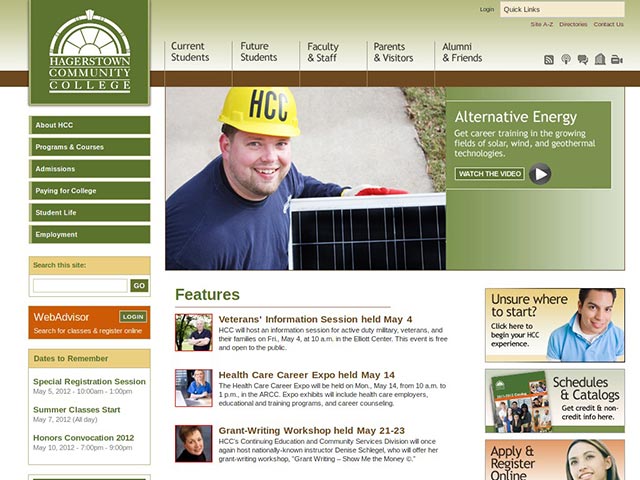 Login
Quick Links
Site A-Z Directories Contact Us
HAGERSTOWN
COMMUNITY
COLLEGE
Current
Students
Future
Students
Faculty
& Staff
Parents
& Visitors
Alumni
& Friends
About HCC
Programs & Courses
Admissions
Paying for College
Student Life
Employment
Search this site:
GO
WebAdvisor LOGIN
Search for classes & register online
Dates to Remember
Special Registration Session
May 5, 2012 - 10:00am - 1:00pm
Summer Classes Start
May 7, 2012 (All day)
Honors Convocation 2012
May 10, 2012 - 7:00pm - 9:00pm
HCC
Alternative Energy
Get career training in the growing
fields of solar, wind, and geothermal
technologies.
WATCH THE VIDEO
Features
Veterans' Information Session held May 4
HCC will host an information session for active duty military, veterans, and
their families on Fri., May 4, at 10 a.m. in the Elliott Center. This event is free
and open to the public.
Health Care Career Expo held May 14
The Health Care Career Expo will be held on Mon., May 14, from 10 a.m. to
1 p.m., in the ARCC. Expo exhibits will include health care employers,
educational and training programs, and career counseling.
Grant-Writing Workshop held May 21-23
HCC's Continuing Education and Community Services Division will once
again host nationally-known instructor Denise Schlegel, who will offer her
grant-writing workshop, "Grant Writing – Show Me the Money ©."
Unsure where
to start?
Click here to
begin your HCC
experience.
Schedules
& Catalogs
Get credit & non-
credit info here.
Apply &
Register
Online